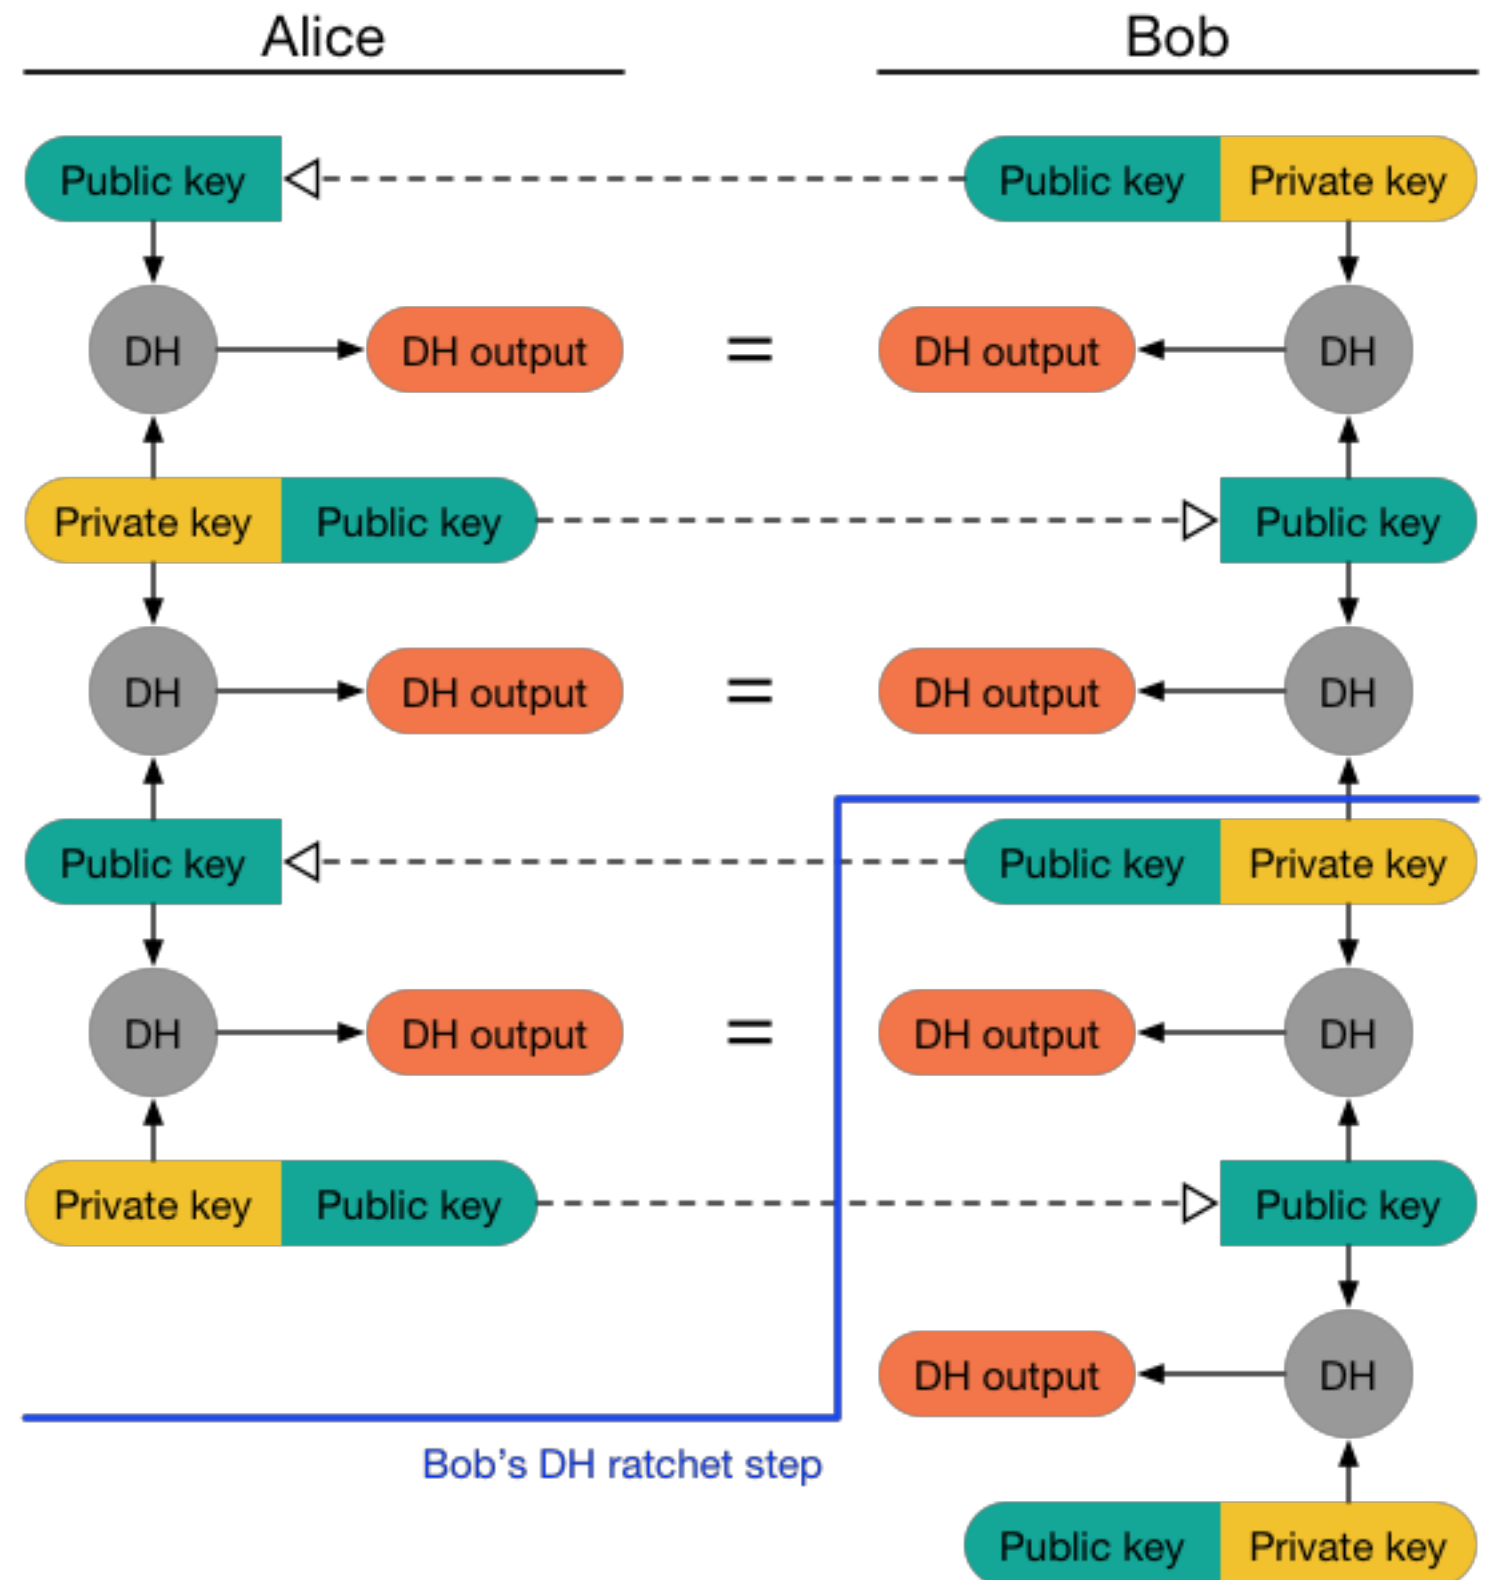 Alice Bob
Public key Public key Private key
DH DH output = DH output DH
Private key Public key Public key
DH DH output = DH output DH
Public key Public key Private key
DH DH output = DH output DH
Private key Public key Public key
DH output DH
Bob's DH ratchet step
Public key Private key